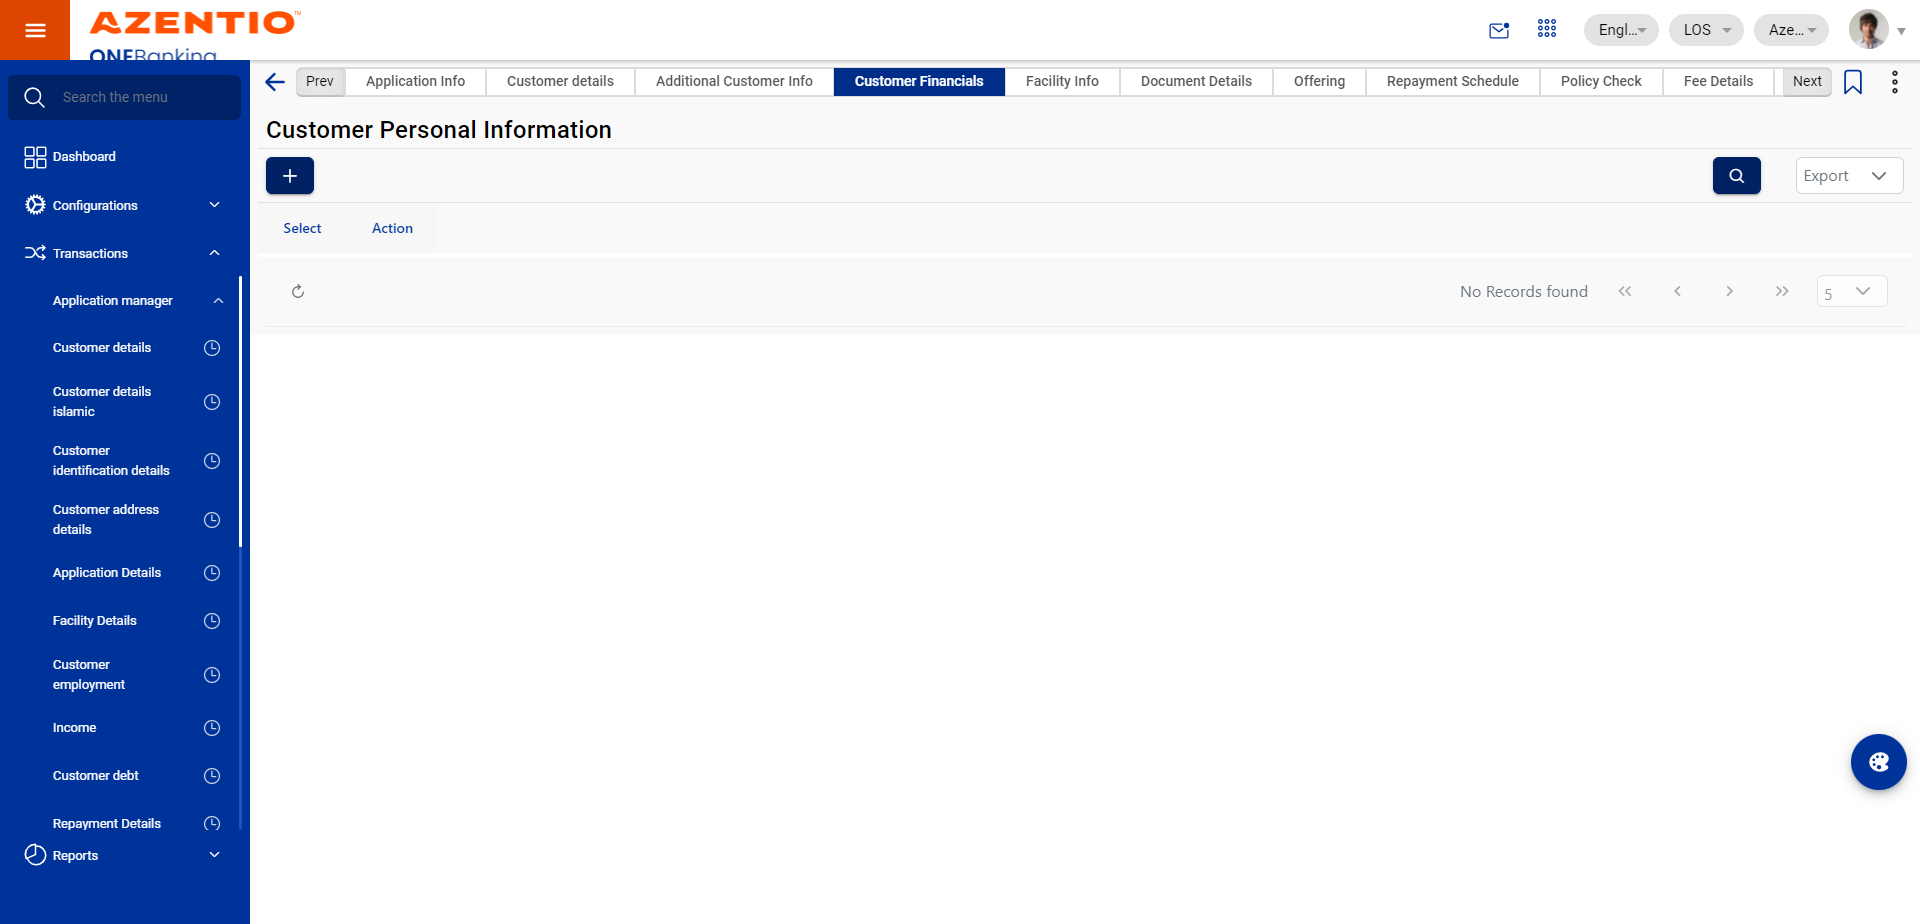 AZENTIO™
ONEBanking
Engl...
LOS
Aze...
Search the menu
Dashboard
Configurations
Transactions
Application manager
Customer details
Customer details
islamic
Customer
identification details
Customer address
details
Application Details
Facility Details
Customer
employment
Income
Customer debt
Repayment Details
Reports
Prev
Application Info
Customer details
Additional Customer Info
Customer Financials
Facility Info
Document Details
Offering
Repayment Schedule
Policy Check
Fee Details
Next
Customer Personal Information
Export
Select
Action
No Records found
5